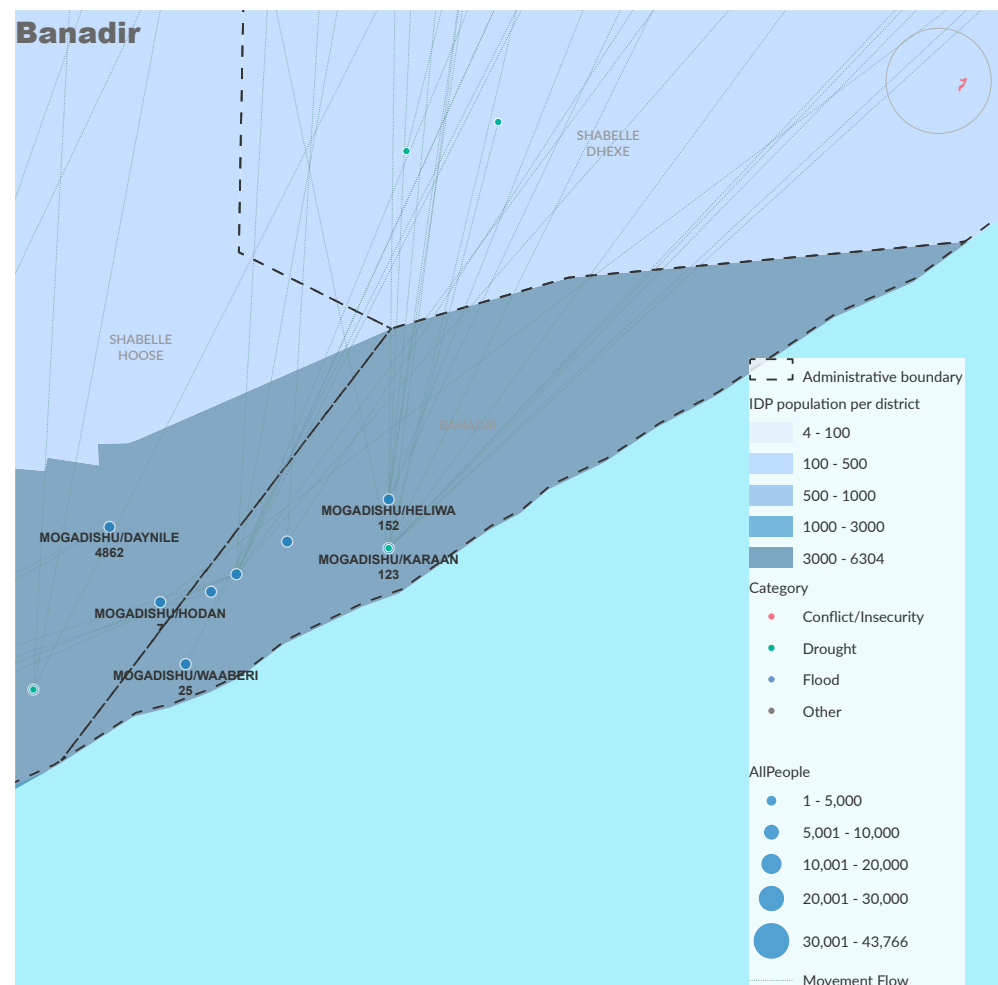 Banadir
SHABELLE
DHEXE
SHABELLE
HOOSE
BANADIR
MOGADISHU/HELIWA
152
MOGADISHU/DAYNILE
4862
MOGADISHU/KARAAN
123
MOGADISHU/HODAN
7
MOGADISHU/WAABERI
25
Administrative boundary
IDP population per district
4 - 100
100 - 500
500 - 1000
1000 - 3000
3000 - 6304
Category
Conflict/Insecurity
Drought
Flood
Other
AllPeople
1 - 5,000
5,001 - 10,000
10,001 - 20,000
20,001 - 30,000
30,001 - 43,766
Movement Flow